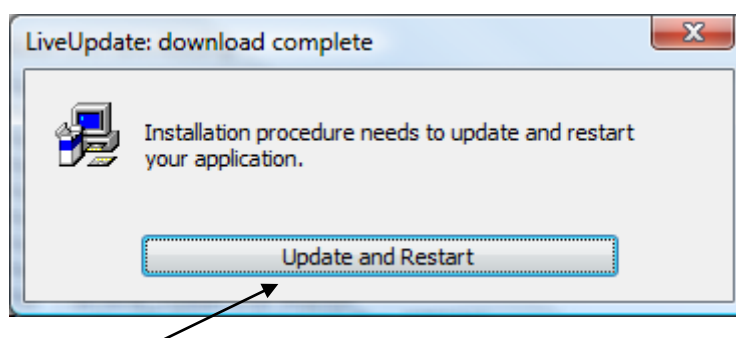 LiveUpdate: download complete
Installation procedure needs to update and restart
your application.
Update and Restart